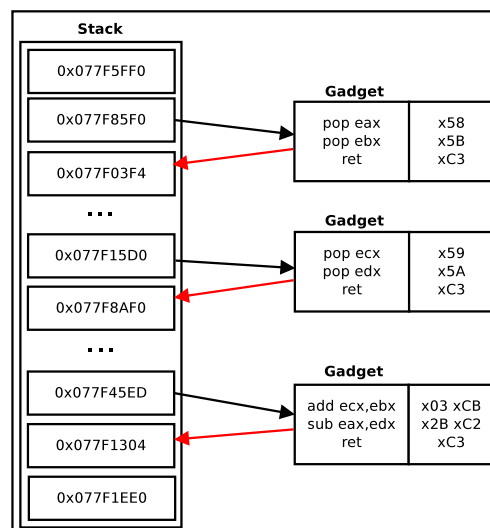 Stack
0x077F5FF0
0x077F85F0
0x077F03F4
...
0x077F15D0
0x077F8AF0
...
0x077F45ED
0x077F1304
0x077F1EE0
Gadget
pop eax x58
pop ebx x5B
ret xC3
Gadget
pop ecx x59
pop edx x5A
ret xC3
Gadget
add ecx,ebx x03 xCB
sub eax,edx x2B xC2
ret xC3